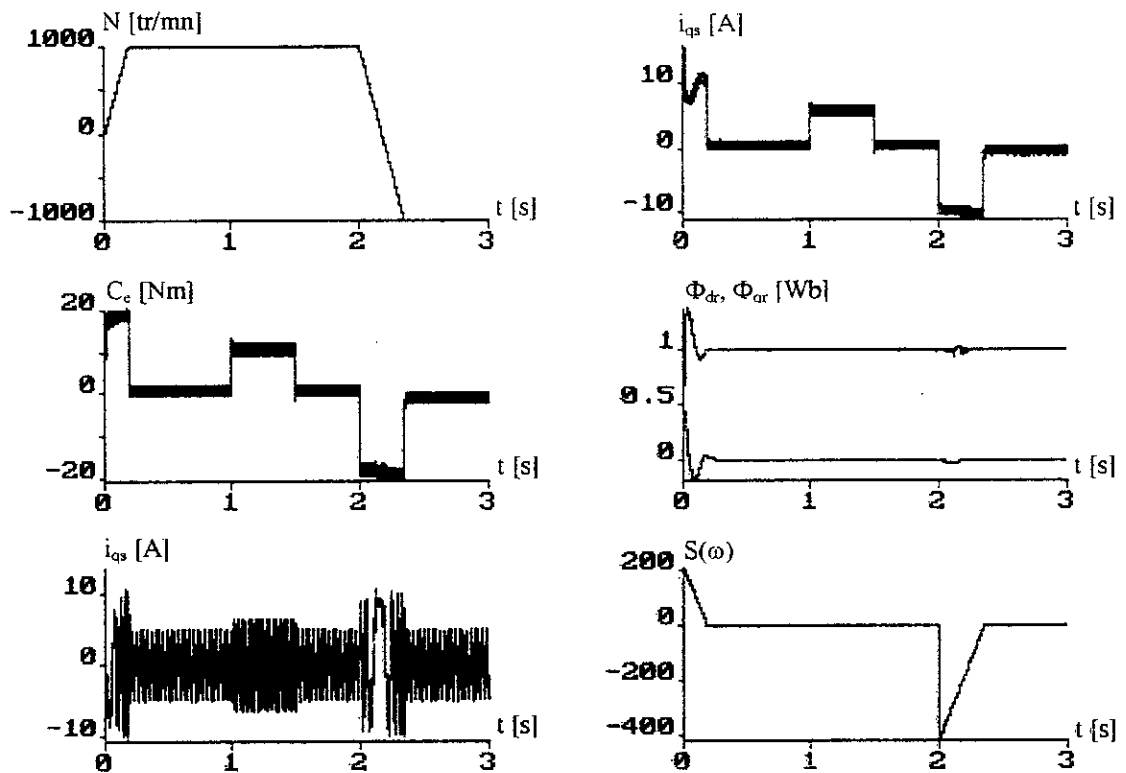 N [tr/mn]
1000
0
-1000
t [s]
0 1 2 3
i_qs [A]
10
0
-10
t [s]
0 1 2 3
C_e [Nm]
20
0
-20
t [s]
0 1 2 3
Φ_dr, Φ_qr [Wb]
1
0.5
0
t [s]
0 1 2 3
i_qs [A]
10
0
-10
t [s]
0 1 2 3
S(ω)
200
0
-200
-400
t [s]
0 1 2 3